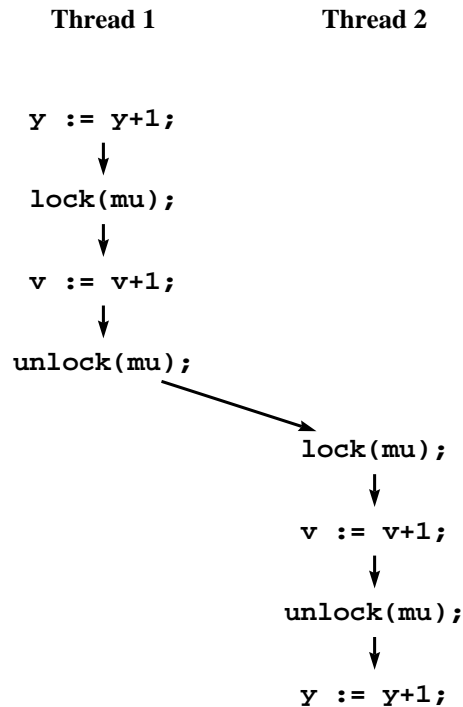 Thread 1 Thread 2
y := y+1;
lock(mu);
v := v+1;
unlock(mu);
lock(mu);
v := v+1;
unlock(mu);
y := y+1;